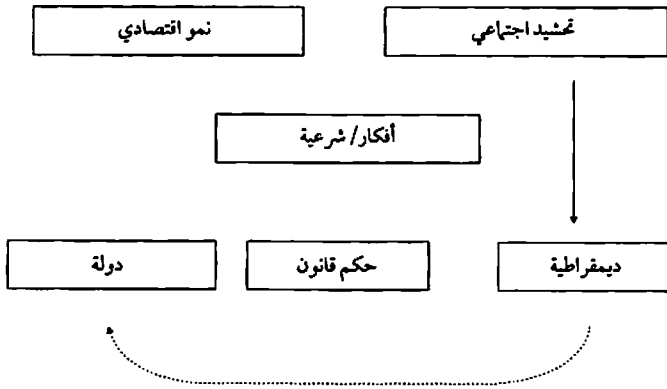 تحشيد اجتماعي
نمو اقتصادي
أفكار/ شرعية
ديمقراطية
حكم قانون
دولة